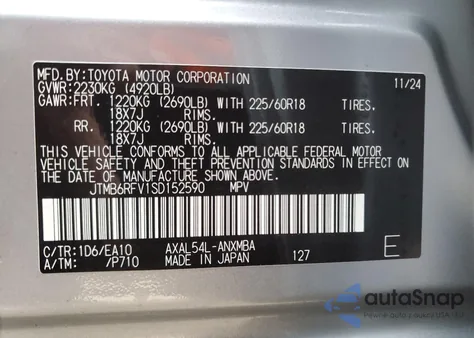 MFD.BY:TOYOTA MOTOR CORPORATION 11/24
GVWR:2230KG (4920LB)
GAWR:FRT. 1220KG (2690LB) WITH 225/60R18 TIRES.
18X7J RIMS.
RR. 1220KG (2690LB) WITH 225/60R18 TIRES.
18X7J RIMS.
THIS VEHICLE CONFORMS TO ALL APPLICABLE FEDERAL MOTOR
VEHICLE SAFETY AND THEFT PREVENTION STANDARDS IN EFFECT
ON THE DATE OF MANUFACTURE SHOWN ABOVE.
JTMB6RFV1SD152590 MPV
C/TR:1D6/EA10 AXAL54L-ANXMBA
A/TM: /P710 MADE IN JAPAN 127 E
autoSnap